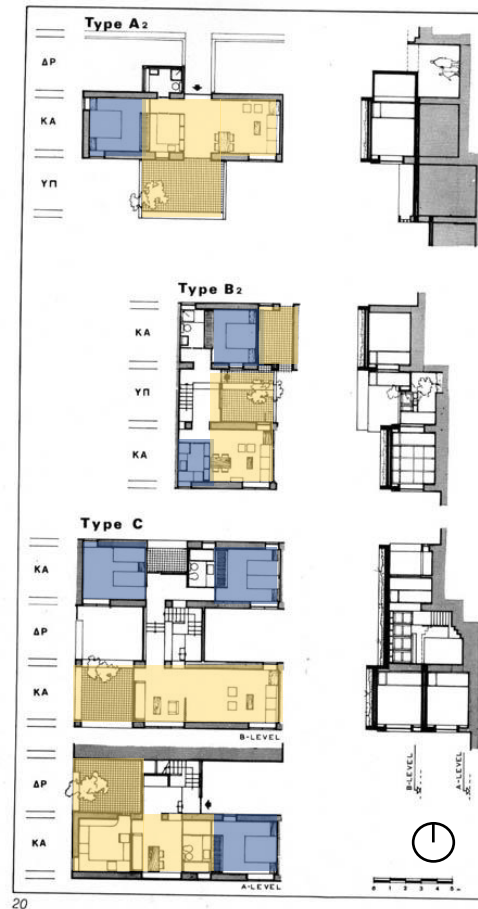 Type A2
ΔΡ
ΚΑ
ΥΠ
Type B2
ΚΑ
ΥΠ
ΚΑ
Type C
ΚΑ
ΔΡ
ΚΑ
B-LEVEL
ΔΡ
ΚΑ
A-LEVEL
B-LEVEL
A-LEVEL
0 1 2 3 4 5 m
20